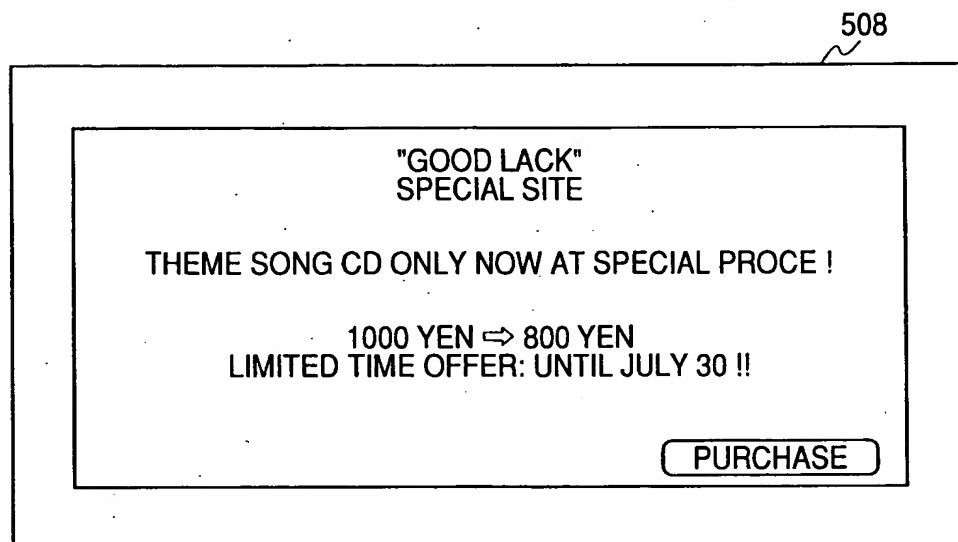 508
"GOOD LACK"
SPECIAL SITE
THEME SONG CD ONLY NOW AT SPECIAL PROCE !
1000 YEN ⇨ 800 YEN
LIMITED TIME OFFER: UNTIL JULY 30 !!
PURCHASE